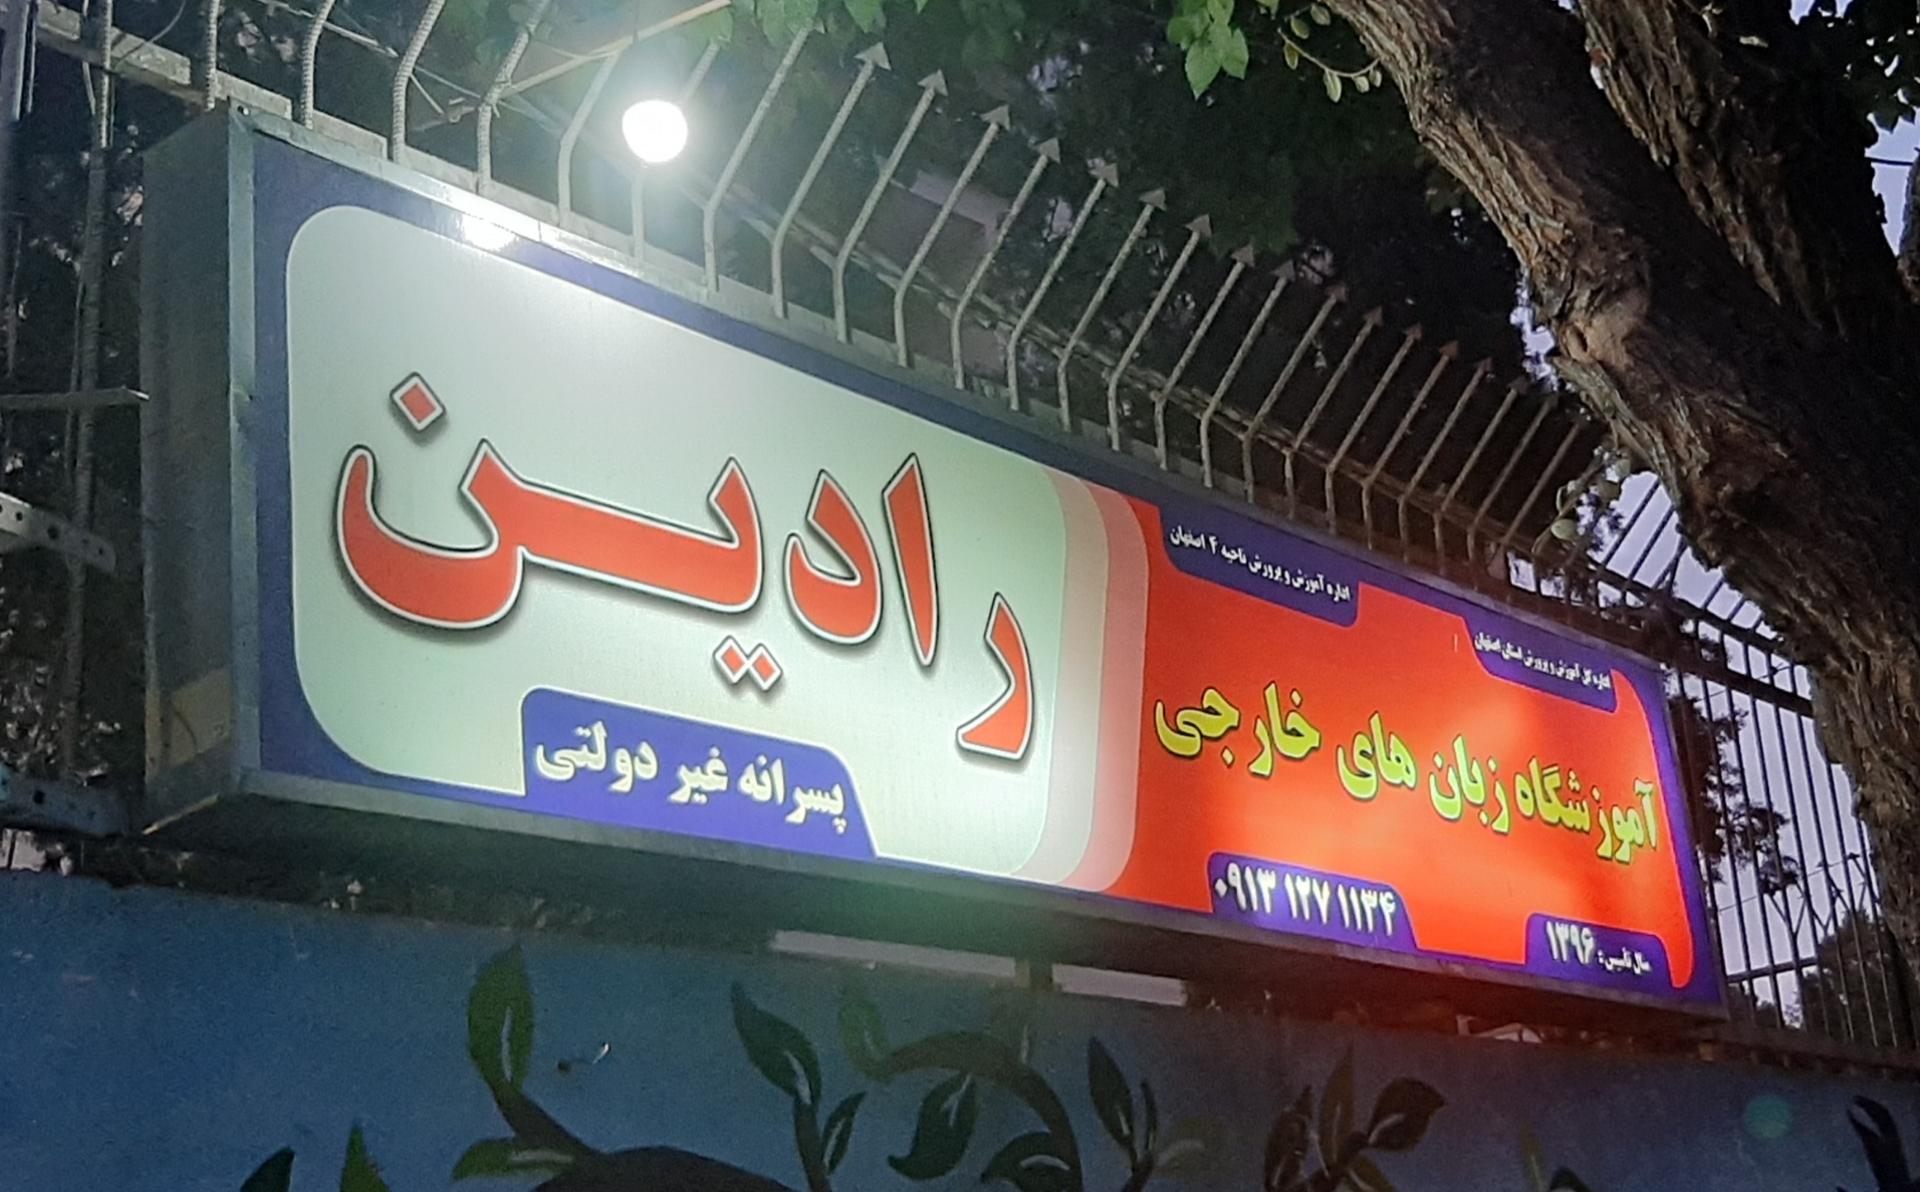 اداره کل آموزش و پرورش استان اصفهان
اداره آموزش و پرورش ناحیه ۴ اصفهان
آموزشگاه زبان های خارجی
رادین
پسرانه غیر دولتی
سال تأسیس: ۱۳۹۶
۰۹۱۳ ۱۲۷ ۱۱۳۴